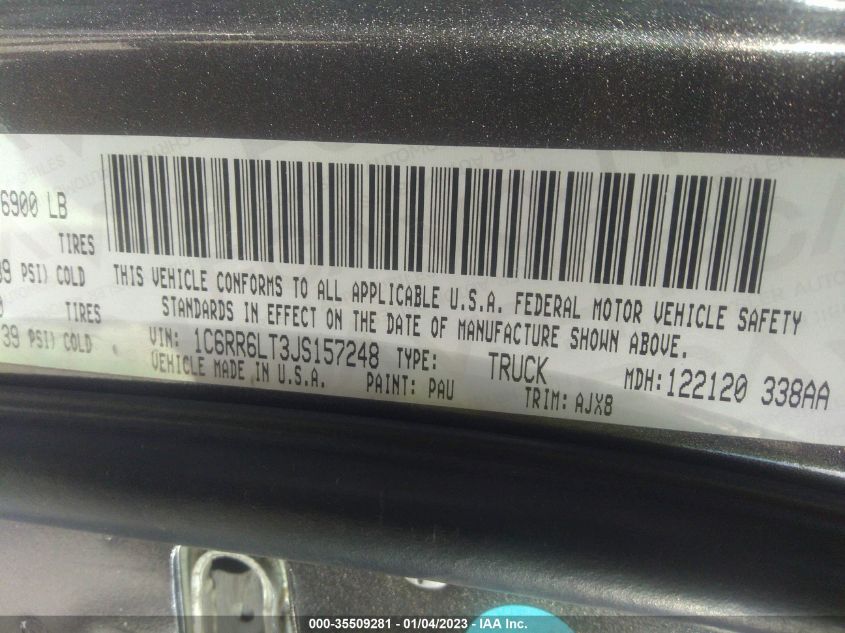 6900 LB
TIRES
39 PSI) COLD
TIRES
39 PSI) COLD
THIS VEHICLE CONFORMS TO ALL APPLICABLE U.S.A. FEDERAL MOTOR VEHICLE SAFETY
STANDARDS IN EFFECT ON THE DATE OF MANUFACTURE SHOWN ABOVE.
VIN: 1C6RR6LT3JS157248 TYPE: TRUCK MDH: 122120 338AA
VEHICLE MADE IN U.S.A. PAINT: PAU TRIM: AJX8
000-35509281 - 01/04/2023 - IAA Inc.